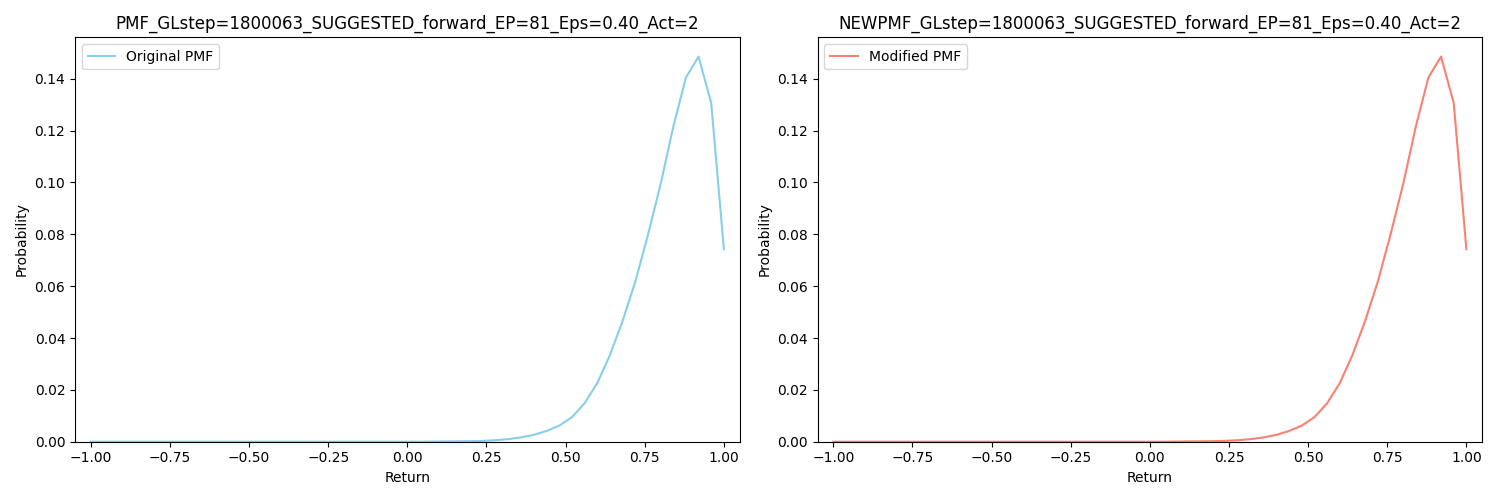 PMF_GLstep=1800063_SUGGESTED_forward_EP=81_Eps=0.40_Act=2
Original PMF
Probability
0.14
0.12
0.10
0.08
0.06
0.04
0.02
0.00
−1.00 −0.75 −0.50 −0.25 0.00 0.25 0.50 0.75 1.00
Return
NEWPMF_GLstep=1800063_SUGGESTED_forward_EP=81_Eps=0.40_Act=2
Modified PMF
Probability
0.14
0.12
0.10
0.08
0.06
0.04
0.02
0.00
−1.00 −0.75 −0.50 −0.25 0.00 0.25 0.50 0.75 1.00
Return